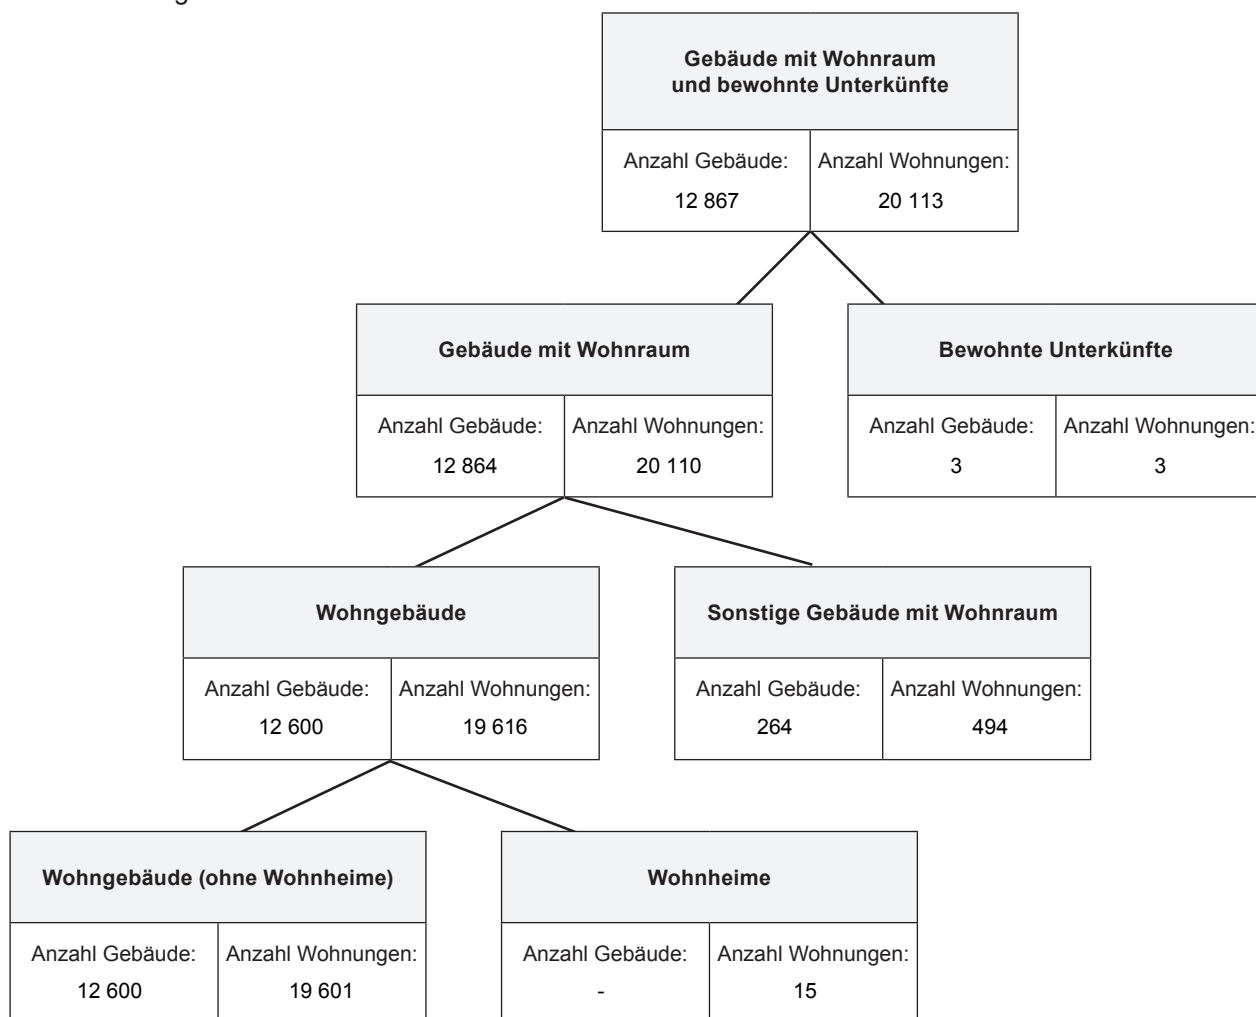 Gebäude mit Wohnraum
und bewohnte Unterkünfte
Anzahl Gebäude:
Anzahl Wohnungen:
12 867
20 113
Gebäude mit Wohnraum
Bewohnte Unterkünfte
Anzahl Gebäude:
Anzahl Wohnungen:
Anzahl Gebäude:
Anzahl Wohnungen:
12 864
20 110
3
3
Wohngebäude
Sonstige Gebäude mit Wohnraum
Anzahl Gebäude:
Anzahl Wohnungen:
Anzahl Gebäude:
Anzahl Wohnungen:
12 600
19 616
264
494
Wohngebäude (ohne Wohnheime)
Wohnheime
Anzahl Gebäude:
Anzahl Wohnungen:
Anzahl Gebäude:
Anzahl Wohnungen:
12 600
19 601
-
15